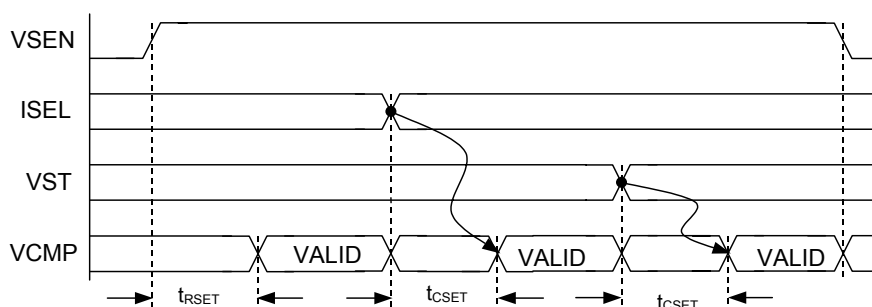 VSEN
ISEL
VST
VCMP VALID VALID VALID
tRSET tCSET tCSET